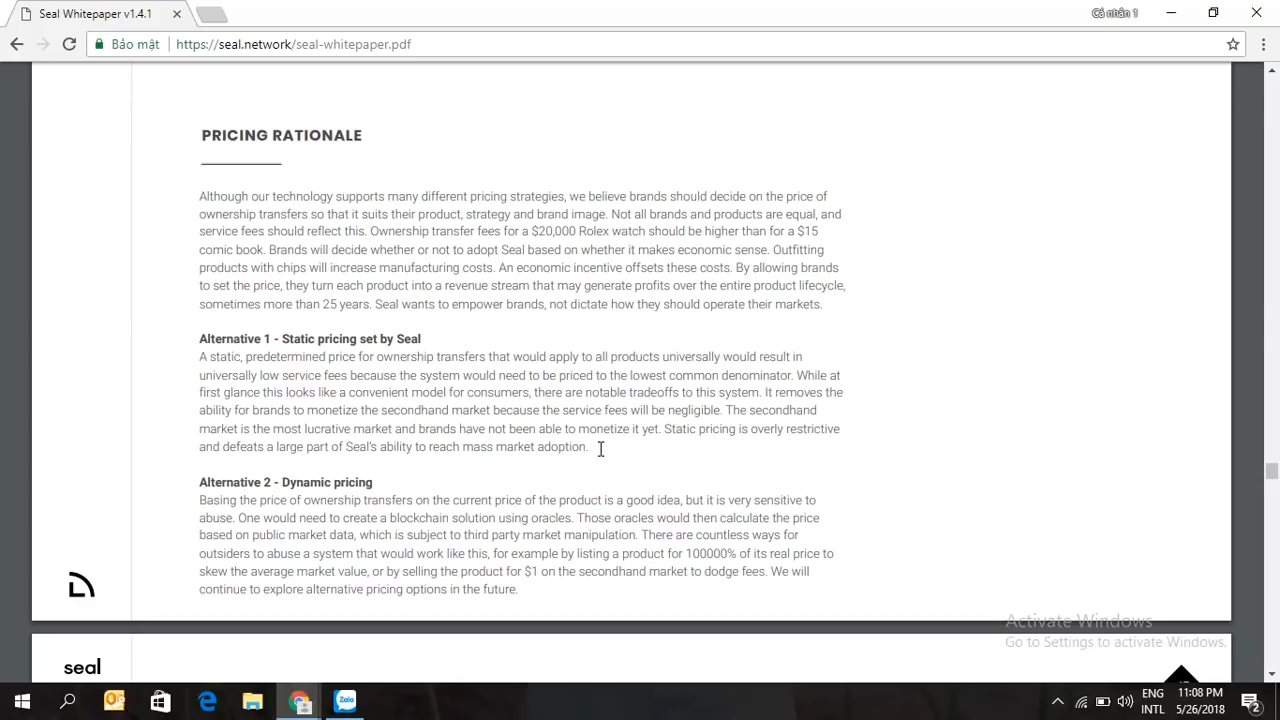 Seal Whitepaper v1.4.1
Cá nhân 1
Bảo mật
https://seal.network/seal-whitepaper.pdf
PRICING RATIONALE
Although our technology supports many different pricing strategies, we believe brands should decide on the price of
ownership transfers so that it suits their product, strategy and brand image. Not all brands and products are equal, and
service fees should reflect this. Ownership transfer fees for a $20,000 Rolex watch should be higher than for a $15
comic book. Brands will decide whether or not to adopt Seal based on whether it makes economic sense. Outfitting
products with chips will increase manufacturing costs. An economic incentive offsets these costs. By allowing brands
to set the price, they turn each product into a revenue stream that may generate profits over the entire product lifecycle,
sometimes more than 25 years. Seal wants to empower brands, not dictate how they should operate their markets.
Alternative 1 - Static pricing set by Seal
A static, predetermined price for ownership transfers that would apply to all products universally would result in
universally low service fees because the system would need to be priced to the lowest common denominator. While at
first glance this looks like a convenient model for consumers, there are notable tradeoffs to this system. It removes the
ability for brands to monetize the secondhand market because the service fees will be negligible. The secondhand
market is the most lucrative market and brands have not been able to monetize it yet. Static pricing is overly restrictive
and defeats a large part of Seal's ability to reach mass market adoption.
Alternative 2 - Dynamic pricing
Basing the price of ownership transfers on the current price of the product is a good idea, but it is very sensitive to
abuse. One would need to create a blockchain solution using oracles. Those oracles would then calculate the price
based on public market data, which is subject to third party market manipulation. There are countless ways for
outsiders to abuse a system that would work like this, for example by listing a product for 100000% of its real price to
skew the average market value, or by selling the product for $1 on the secondhand market to dodge fees. We will
continue to explore alternative pricing options in the future.
Activate Windows
Go to Settings to activate Windows.
seal
Zalo
ENG
INTL
11:08 PM
5/26/2018
2